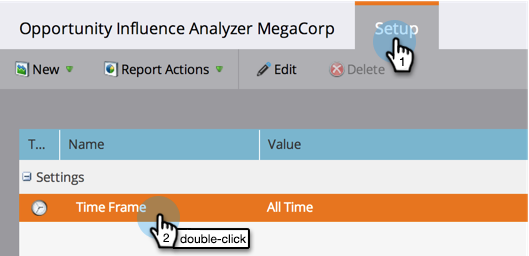 Opportunity Influence Analyzer MegaCorp Setup
1
New Report Actions Edit Delete
T... Name Value
Settings
Time Frame All Time
2 double-click